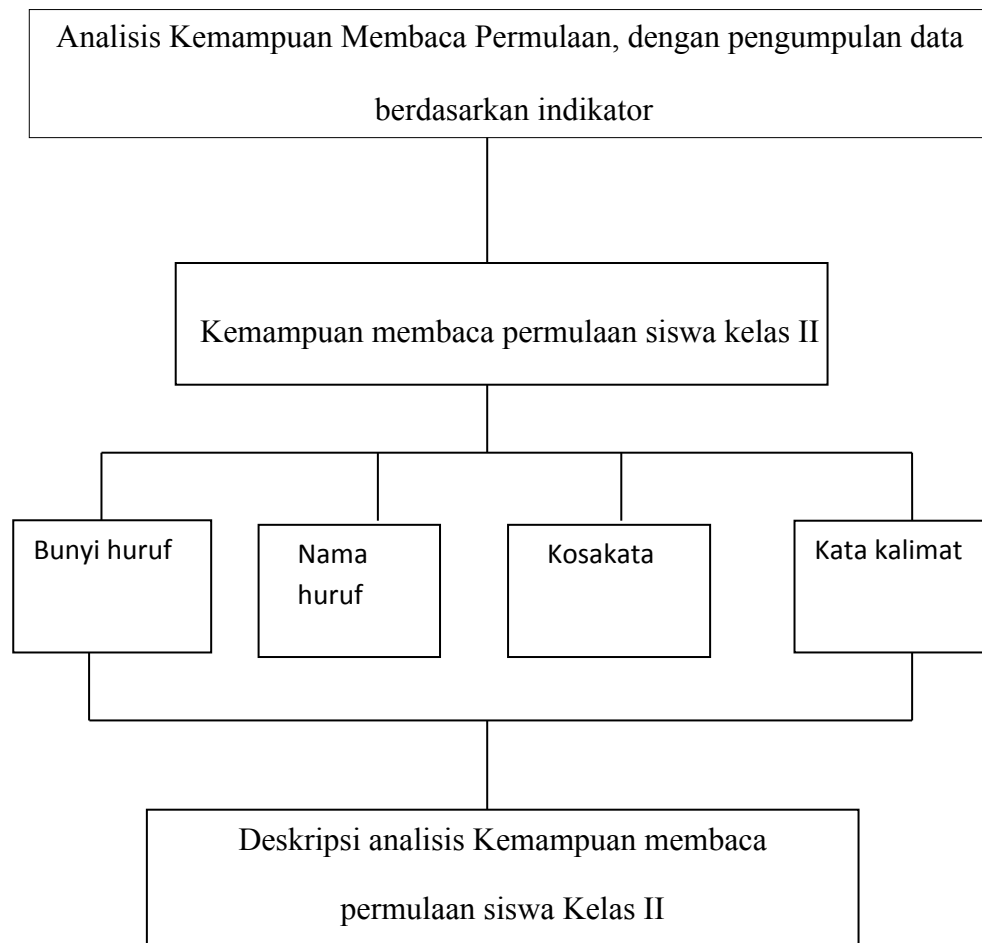 Analisis Kemampuan Membaca Permulaan, dengan pengumpulan data
berdasarkan indikator
Kemampuan membaca permulaan siswa kelas II
Bunyi huruf
Nama
huruf
Kosakata
Kata kalimat
Deskripsi analisis Kemampuan membaca
permulaan siswa Kelas II